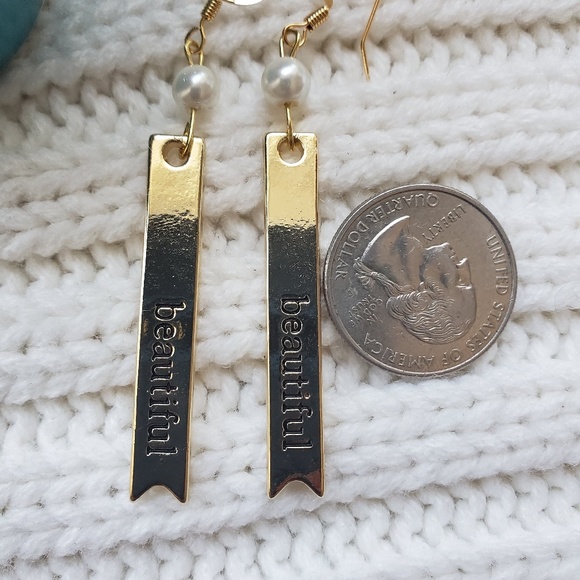 beautiful
beautiful
UNITED STATES OF AMERICA
LIBERTY
QUARTER DOLLAR